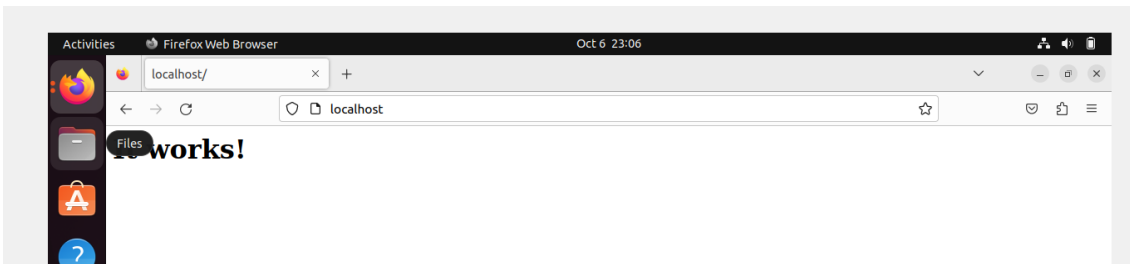 Activities Firefox Web Browser Oct 6 23:06
localhost/
localhost
Files
works!
?